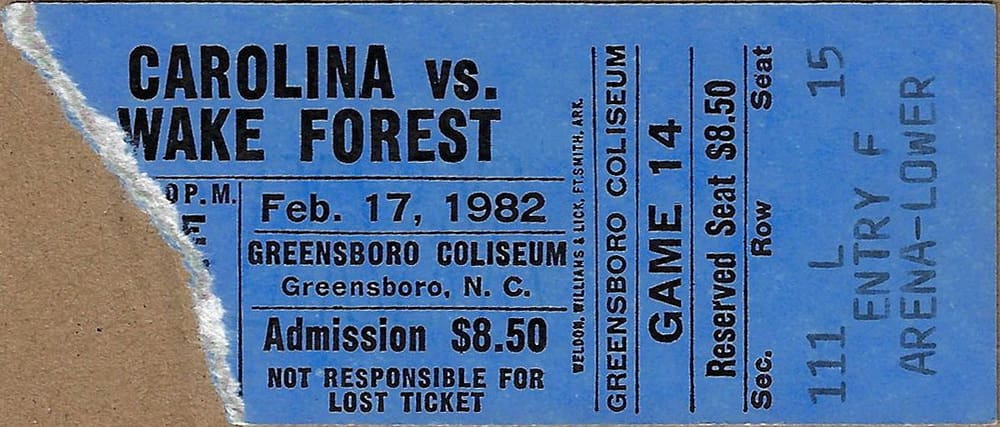 CAROLINA vs.
WAKE FOREST
0 P.M.
E
Feb. 17, 1982
GREENSBORO COLISEUM
Greensboro, N. C.
Admission $8.50
NOT RESPONSIBLE FOR
LOST TICKET
WELDON, WILLIAMS & LICK, FT.SMITH, ARK.
GREENSBORO COLISEUM
GAME 14
Reserved Seat $8.50
Sec. Row Seat
111 L 15
ENTRY F
ARENA-LOWER